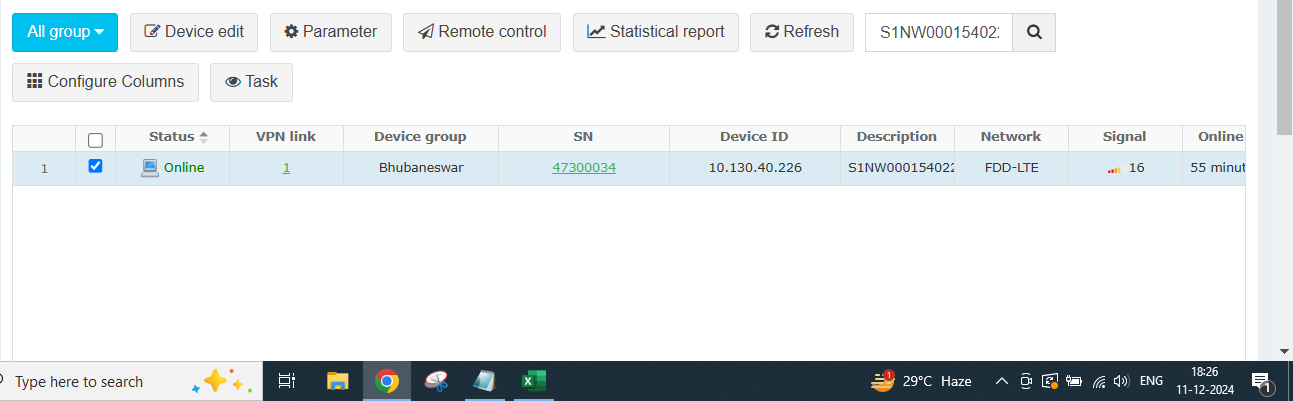 All group Device edit Parameter Remote control Statistical report Refresh S1NW000154022
Configure Columns Task
Status VPN link Device group SN Device ID Description Network Signal Online
1 Online 1 Bhubaneswar 47300034 10.130.40.226 S1NW000154022 FDD-LTE 16 55 minut
Type here to search 1 29°C Haze ENG 18:26
11-12-2024 1